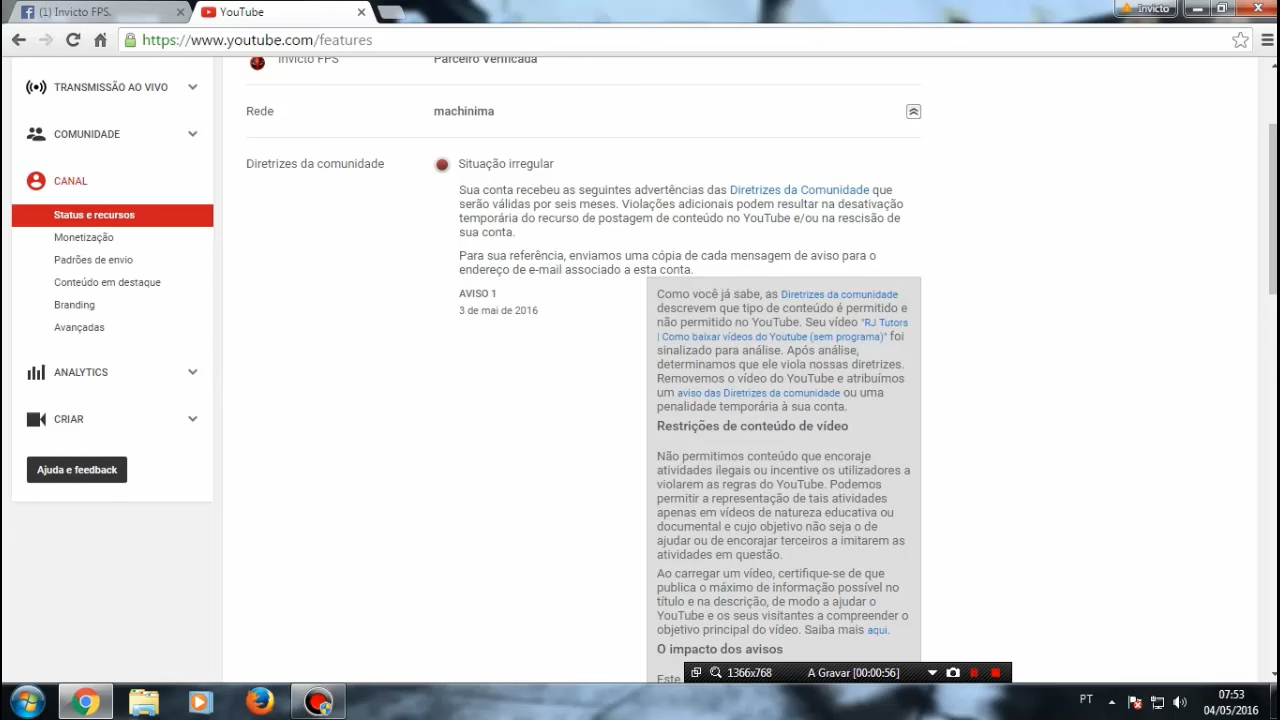 (1) Invicto FPS.
YouTube
Invicto
https://www.youtube.com/features
TRANSMISSÃO AO VIVO
COMUNIDADE
CANAL
Status e recursos
Monetização
Padrões de envio
Conteúdo em destaque
Branding
Avançadas
ANALYTICS
CRIAR
Ajuda e feedback
Invicto FPS
Parceiro Verificada
Rede
machinima
Diretrizes da comunidade
Situação irregular
Sua conta recebeu as seguintes advertências das Diretrizes da Comunidade que
serão válidas por seis meses. Violações adicionais podem resultar na desativação
temporária do recurso de postagem de conteúdo no YouTube e/ou na rescisão de
sua conta.
Para sua referência, enviamos uma cópia de cada mensagem de aviso para o
endereço de e-mail associado a esta conta.
AVISO 1
3 de mai de 2016
Como você já sabe, as Diretrizes da comunidade
descrevem que tipo de conteúdo é permitido e
não permitido no YouTube. Seu vídeo "RJ Tutors
| Como baixar vídeos do Youtube (sem programa)" foi
sinalizado para análise. Após análise,
determinamos que ele viola nossas diretrizes.
Removemos o vídeo do YouTube e atribuímos
um aviso das Diretrizes da comunidade ou uma
penalidade temporária à sua conta.
Restrições de conteúdo de vídeo
Não permitimos conteúdo que encoraje
atividades ilegais ou incentive os utilizadores a
violarem as regras do YouTube. Podemos
permitir a representação de tais atividades
apenas em vídeos de natureza educativa ou
documental e cujo objetivo não seja o de
ajudar ou de encorajar terceiros a imitarem as
atividades em questão.
Ao carregar um vídeo, certifique-se de que
publica o máximo de informação possível no
título e na descrição, de modo a ajudar o
YouTube e os seus visitantes a compreender o
objetivo principal do vídeo. Saiba mais aqui.
O impacto dos avisos
Este
1366x768
A Gravar [00:00:56]
PT
07:53
04/05/2016